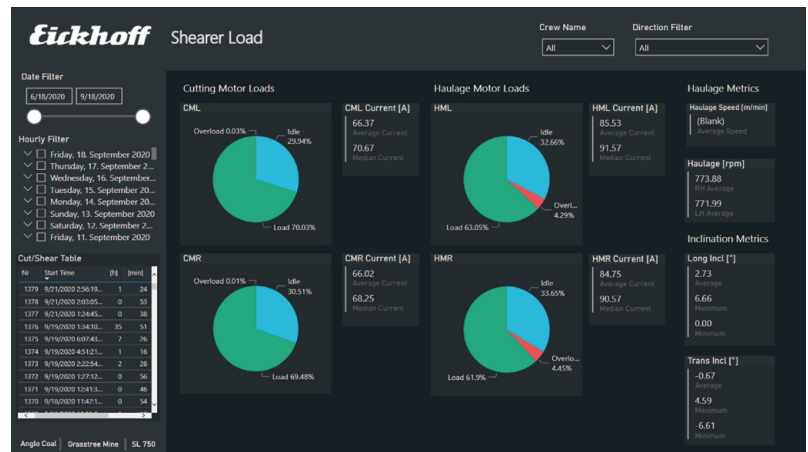 Eickhoff
Shearer Load
Crew Name
All
Direction Filter
All
Date Filter
6/18/2020
9/18/2020
Hourly Filter
Friday, 18. September 2020
Thursday, 17. September 2...
Wednesday, 16. September...
Tuesday, 15. September 20...
Monday, 14. September 20...
Sunday, 13. September 2020
Saturday, 12. September 2...
Friday, 11. September 2020
Cut/Shear Table
Nr Start Time [h] [min]
1379 9/21/2020 2:56:19... 1 24
1378 9/21/2020 2:03:05... 0 53
1377 9/21/2020 1:24:45... 0 38
1376 9/19/2020 1:34:10... 35 51
1375 9/19/2020 6:07:43... 7 26
1374 9/19/2020 4:51:21... 1 16
1373 9/19/2020 2:22:54... 2 28
1372 9/19/2020 1:27:12... 0 56
1371 9/19/2020 12:41:3... 0 46
1370 9/18/2020 11:47:1... 0 54
Anglo Coal | Grasstree Mine | SL 750
Cutting Motor Loads
CML
Overload 0.03%
Idle
29.94%
Load 70.03%
CML Current [A]
66.37
Average Current
70.67
Median Current
CMR
Overload 0.01%
Idle
30.51%
Load 69.48%
CMR Current [A]
66.02
Average Current
68.25
Median Current
Haulage Motor Loads
HML
Idle
32.66%
Overl...
4.29%
Load 63.05%
HML Current [A]
85.53
Average Current
91.57
Median Current
HMR
Idle
33.65%
Overlo...
4.45%
Load 61.9%
HMR Current [A]
84.75
Average Current
90.57
Median Current
Haulage Metrics
Haulage Speed [m/min]
(Blank)
Average Speed
Haulage [rpm]
773.88
RH Average
771.99
LH Average
Inclination Metrics
Long Incl [°]
2.73
Average
6.66
Maximum
0.00
Minimum
Trans Incl [°]
-0.67
Average
4.59
Maximum
-6.61
Minimum